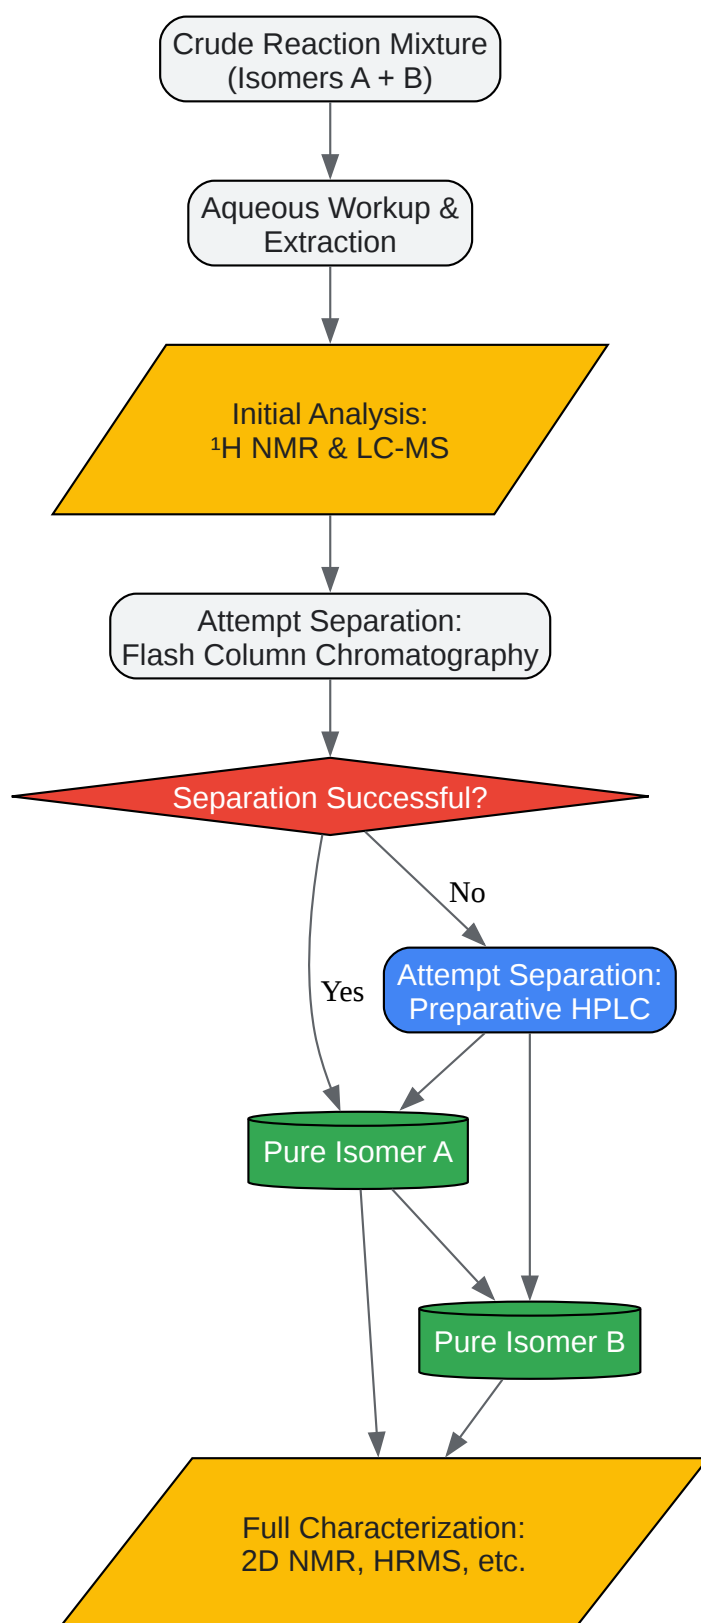 Crude Reaction Mixture
(Isomers A + B)
Aqueous Workup &
Extraction
Initial Analysis:
¹H NMR & LC-MS
Attempt Separation:
Flash Column Chromatography
Separation Successful?
No
Attempt Separation:
Preparative HPLC
Yes
Pure Isomer A
Pure Isomer B
Full Characterization:
2D NMR, HRMS, etc.